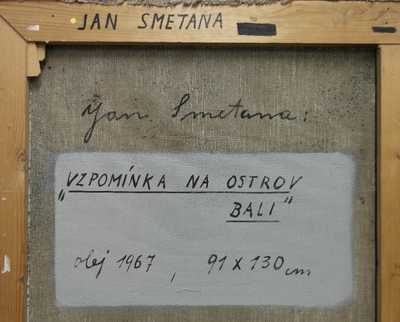 JAN SMETANA
Jan Smetana:
„VZPOMÍNKA NA OSTROV
BALI"
olej 1967, 91 x 130 cm